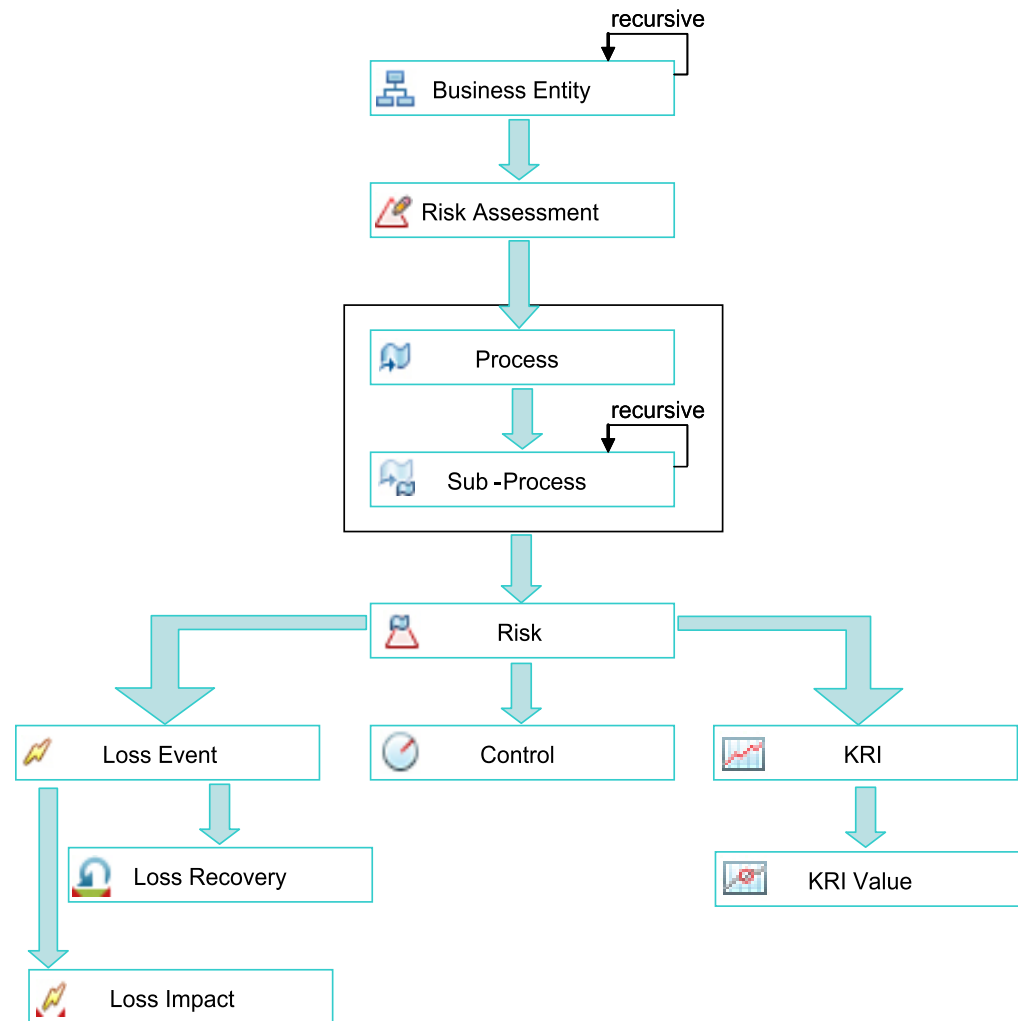 recursive
Business Entity
Risk Assessment
Process
recursive
Sub -Process
Risk
Loss Event
Control
KRI
Loss Recovery
KRI Value
Loss Impact